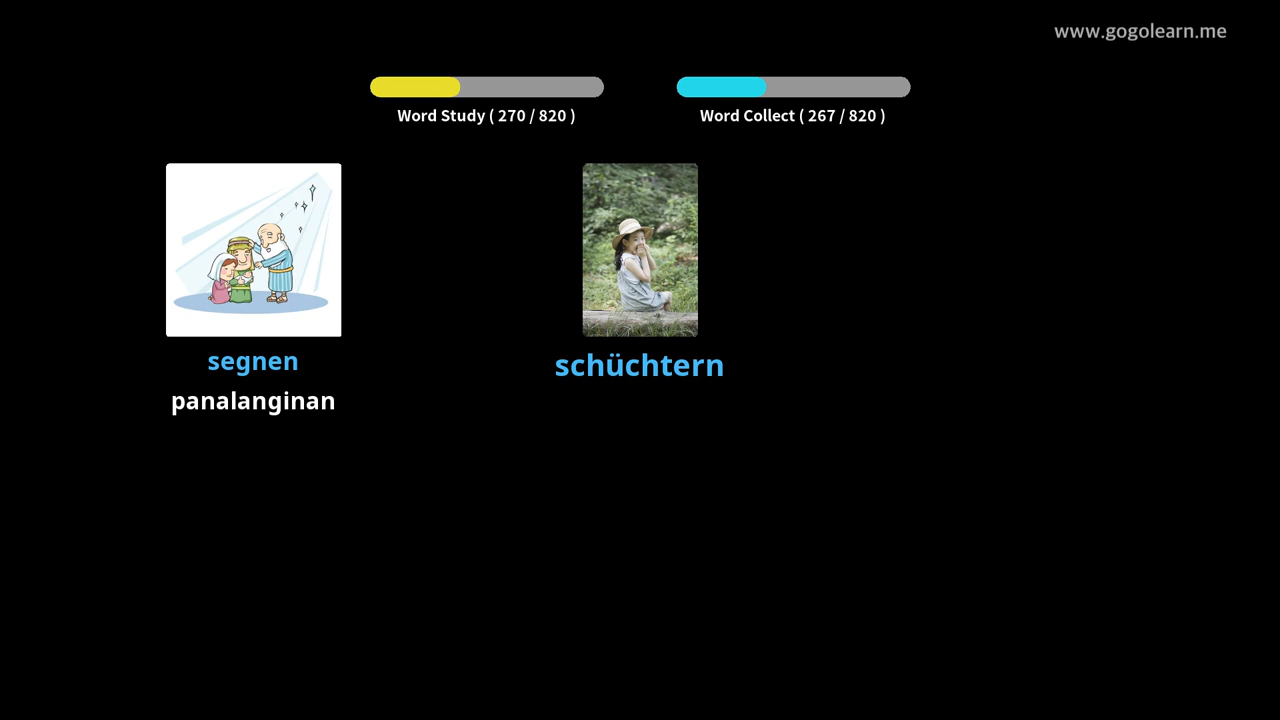 www.gogolearn.me
Word Study ( 270 / 820 )
Word Collect ( 267 / 820 )
segnen
panalanginan
schüchtern